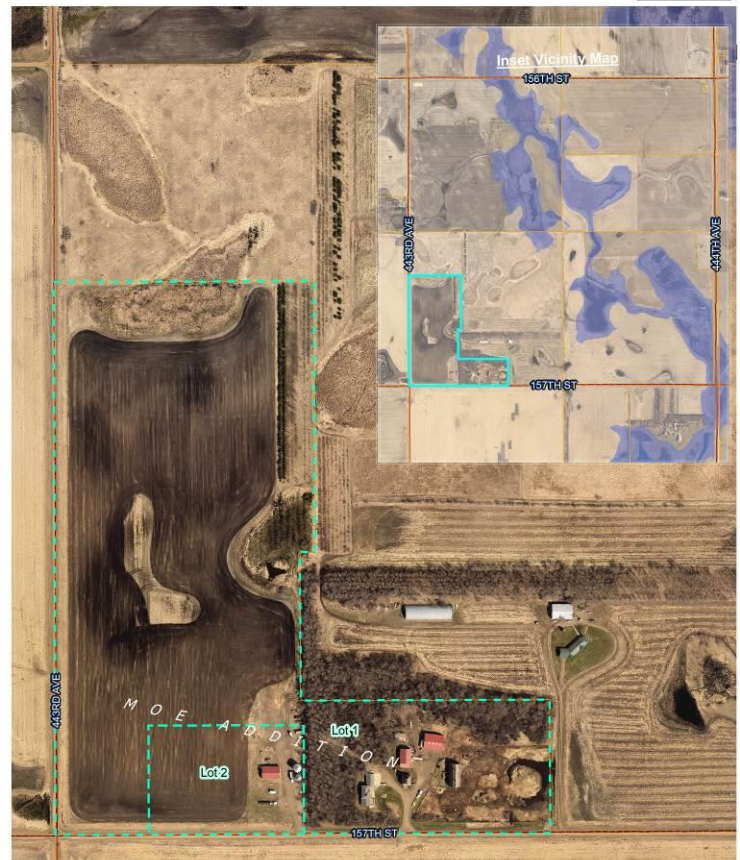 Inset Vicinity Map
156TH ST
443RD AVE
444TH AVE
157TH ST
443RD AVE
MOE ADDITION
Lot 1
Lot 2
157TH ST